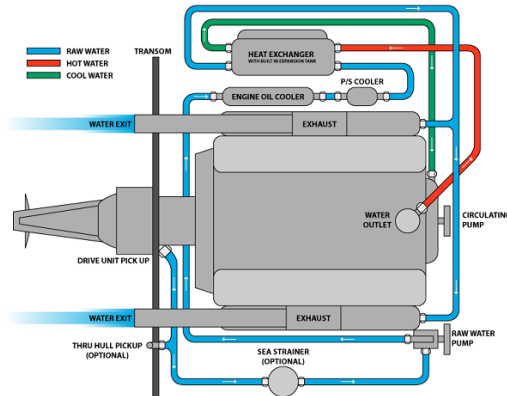 RAW WATER
HOT WATER
COOL WATER
TRANSOM
HEAT EXCHANGER
WITH BUILT IN EXPANSION TANK
P/S COOLER
ENGINE OIL COOLER
WATER EXIT
EXHAUST
WATER
OUTLET
CIRCULATING
PUMP
DRIVE UNIT PICK UP
WATER EXIT
EXHAUST
RAW WATER
PUMP
THRU HULL PICKUP
(OPTIONAL)
SEA STRAINER
(OPTIONAL)